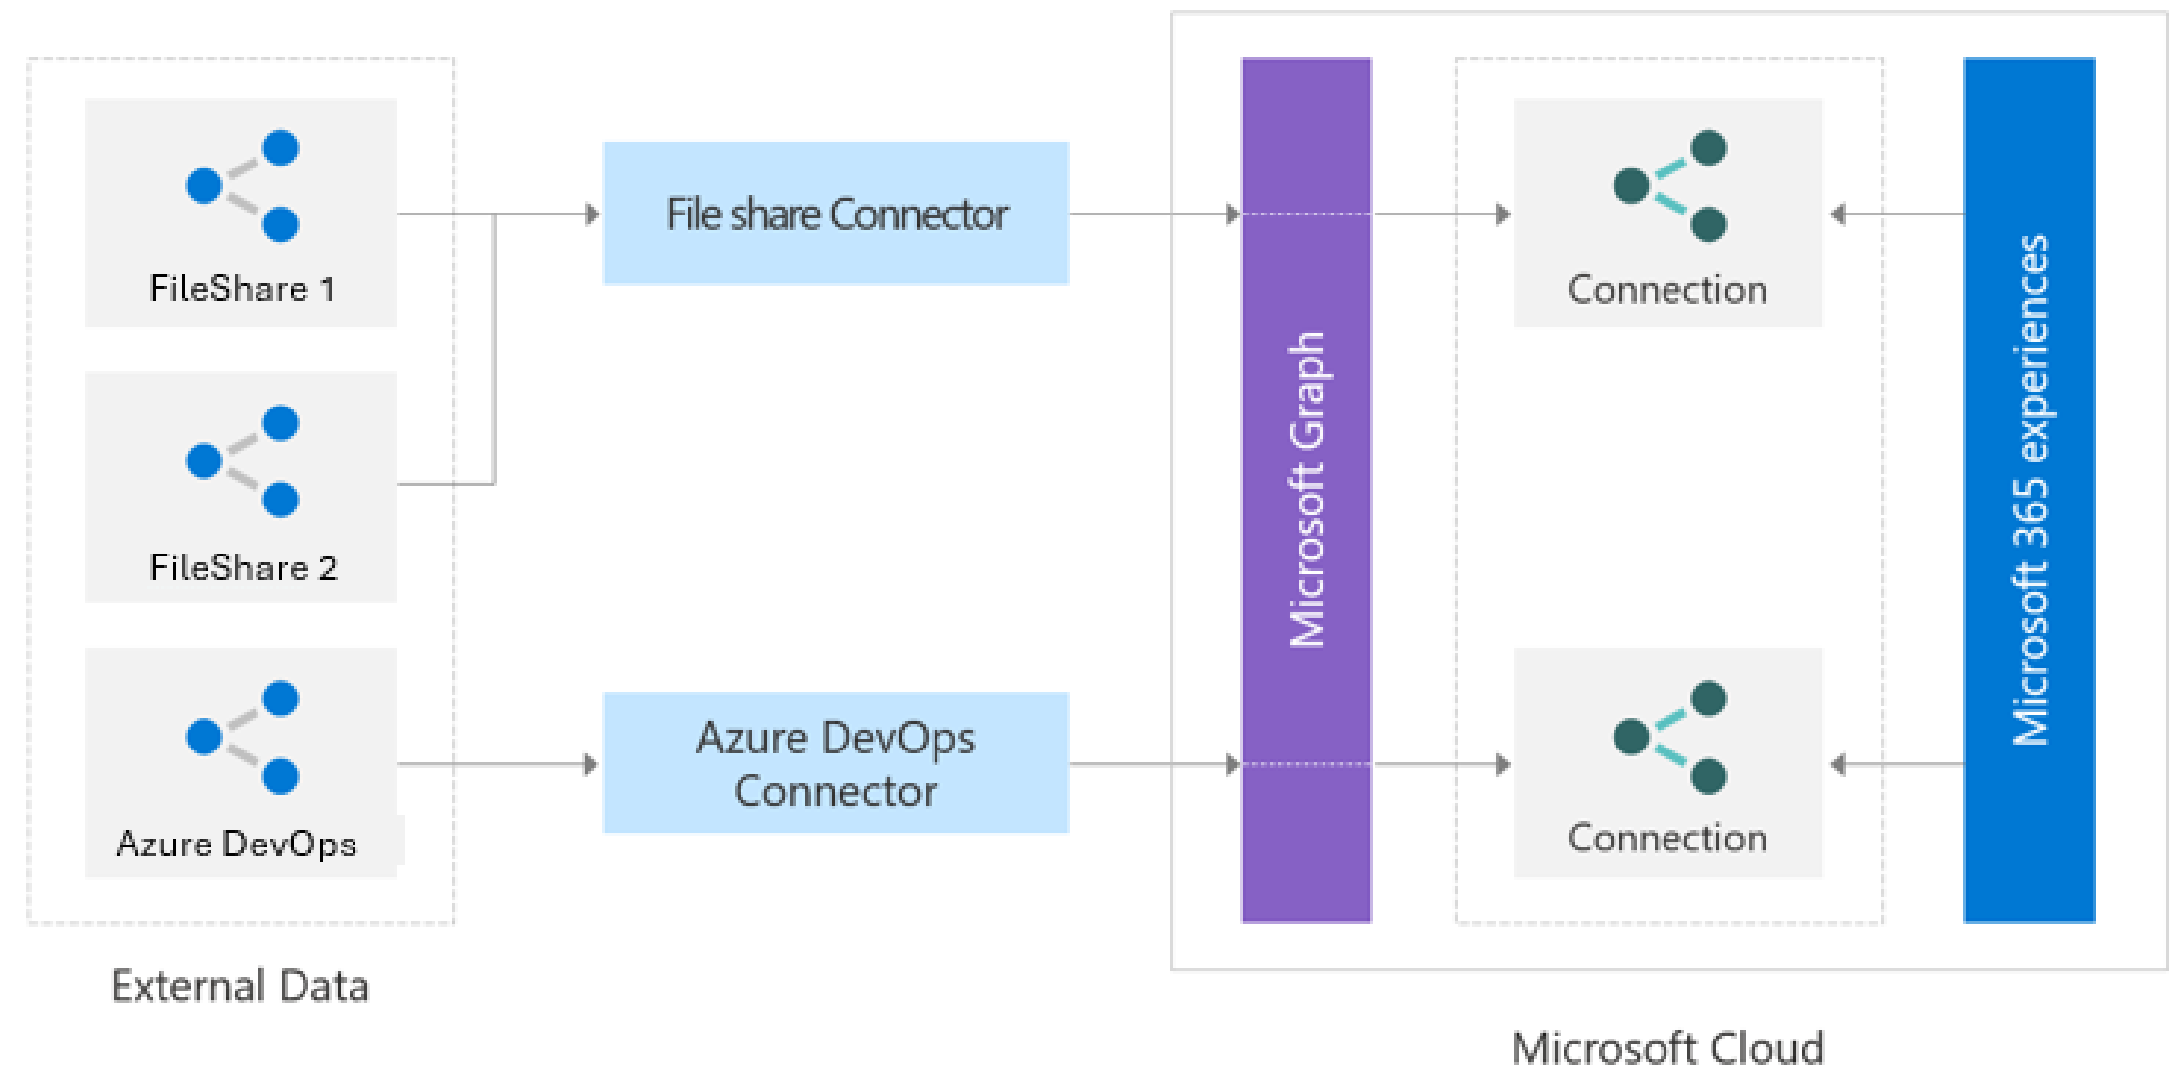 FileShare 1
FileShare 2
Azure DevOps
External Data
File share Connector
Azure DevOps
Connector
Microsoft Graph
Connection
Connection
Microsoft 365 experiences
Microsoft Cloud